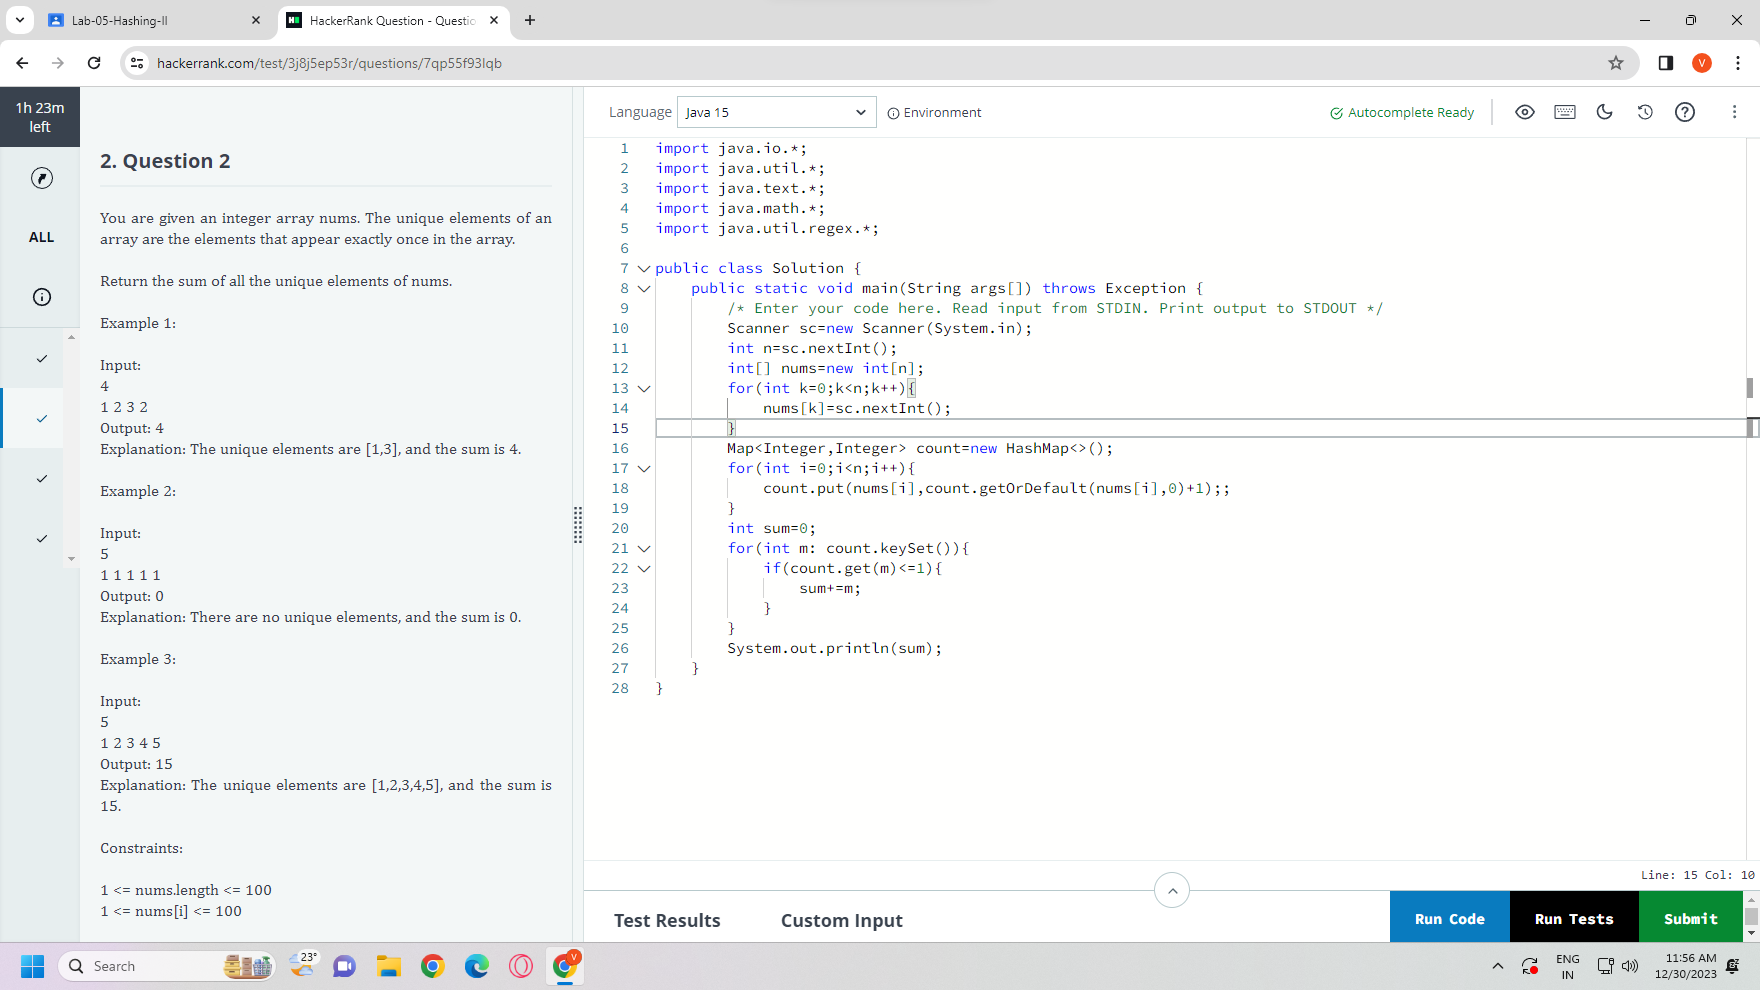 Lab-05-Hashing-II
HackerRank Question - Questio
hackerrank.com/test/3j8j5ep53r/questions/7qp55f93lqb
V
1h 23m
left
ALL
2. Question 2
You are given an integer array nums. The unique elements of an
array are the elements that appear exactly once in the array.
Return the sum of all the unique elements of nums.
Example 1:
Input:
4
1 2 3 2
Output: 4
Explanation: The unique elements are [1,3], and the sum is 4.
Example 2:
Input:
5
1 1 1 1 1
Output: 0
Explanation: There are no unique elements, and the sum is 0.
Example 3:
Input:
5
1 2 3 4 5
Output: 15
Explanation: The unique elements are [1,2,3,4,5], and the sum is
15.
Constraints:
1 <= nums.length <= 100
1 <= nums[i] <= 100
Language Java 15 Environment Autocomplete Ready
1 import java.io.*;
2 import java.util.*;
3 import java.text.*;
4 import java.math.*;
5 import java.util.regex.*;
6
7 public class Solution {
8 public static void main(String args[]) throws Exception {
9 /* Enter your code here. Read input from STDIN. Print output to STDOUT */
10 Scanner sc=new Scanner(System.in);
11 int n=sc.nextInt();
12 int[] nums=new int[n];
13 for(int k=0;k<n;k++){
14 nums[k]=sc.nextInt();
15 }
16 Map<Integer,Integer> count=new HashMap<>();
17 for(int i=0;i<n;i++){
18 count.put(nums[i],count.getOrDefault(nums[i],0)+1);;
19 }
20 int sum=0;
21 for(int m: count.keySet()){
22 if(count.get(m)<=1){
23 sum+=m;
24 }
25 }
26 System.out.println(sum);
27 }
28 }
Line: 15 Col: 10
Test Results Custom Input Run Code Run Tests Submit
Search
23°
V
ENG
IN
11:56 AM
12/30/2023